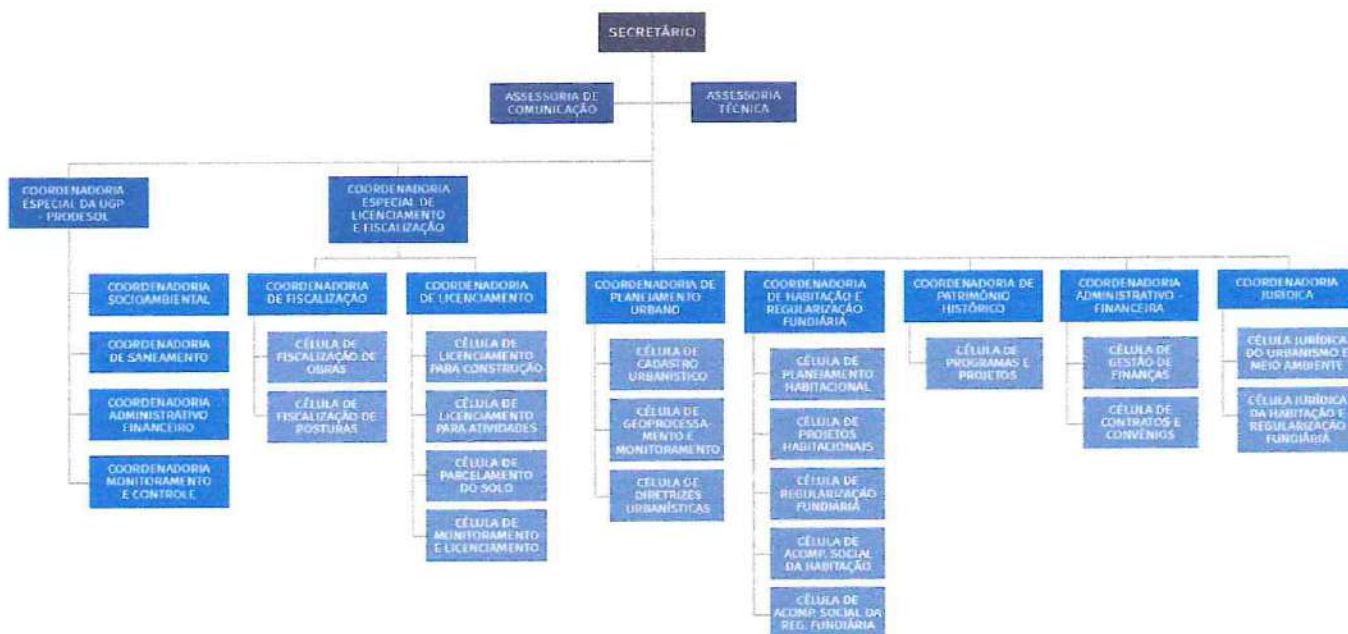 SECRETÁRIO
ASSESSORIA DE
COMUNICAÇÃO
ASSESSORIA
TÉCNICA
COORDENADORIA
ESPECIAL DA UGP
- PRODESOL
COORDENADORIA
ESPECIAL DE
LICENCIAMENTO
E FISCALIZAÇÃO
COORDENADORIA
SOCIOAMBIENTAL
COORDENADORIA
DE SANEAMENTO
COORDENADORIA
ADMINISTRATIVO
FINANCEIRO
COORDENADORIA
MONITORAMENTO
E CONTROLE
COORDENADORIA
DE FISCALIZAÇÃO
CÉLULA DE
FISCALIZAÇÃO DE
OBRAS
CÉLULA DE
FISCALIZAÇÃO DE
POSTURAS
COORDENADORIA
DE LICENCIAMENTO
CÉLULA DE
LICENCIAMENTO
PARA CONSTRUÇÃO
CÉLULA DE
LICENCIAMENTO
PARA ATIVIDADES
CÉLULA DE
PARCELAMENTO
DO SOLO
CÉLULA DE
MONITORAMENTO
E LICENCIAMENTO
COORDENADORIA DE
PLANEJAMENTO
URBANO
CÉLULA DE
CADASTRO
URBANÍSTICO
CÉLULA DE
GEOPROCESSA-
MENTO E
MONITORAMENTO
CÉLULA DE
DIRETRIZES
URBANÍSTICAS
COORDENADORIA
DE HABITAÇÃO E
REGULARIZAÇÃO
FUNDIÁRIA
CÉLULA DE
PLANEJAMENTO
HABITACIONAL
CÉLULA DE
PROJETOS
HABITACIONAIS
CÉLULA DE
REGULARIZAÇÃO
FUNDIÁRIA
CÉLULA DE
ACOMP. SOCIAL
DA HABITAÇÃO
CÉLULA DE
ACOMP. SOCIAL DA
REG. FUNDIÁRIA
COORDENADORIA DE
PATRIMÔNIO
HISTÓRICO
CÉLULA DE
PROGRAMAS E
PROJETOS
COORDENADORIA
ADMINISTRATIVO -
FINANCEIRA
CÉLULA DE
GESTÃO DE
FINANÇAS
CÉLULA DE
CONTRATOS E
CONVÊNIOS
COORDENADORIA
JURÍDICA
CÉLULA JURÍDICA
DO URBANISMO E
MEIO AMBIENTE
CÉLULA JURÍDICA
DA HABITAÇÃO E
REGULARIZAÇÃO
FUNDIÁRIA